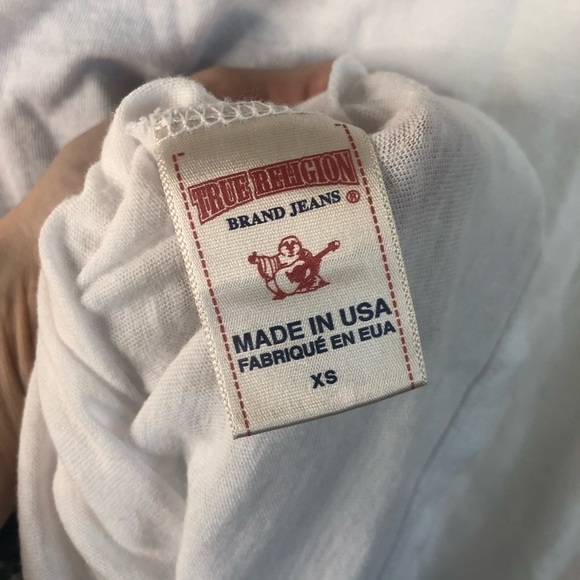 TRUE RELIGION
BRAND JEANS ®
MADE IN USA
FABRIQUÉ EN EUA
XS